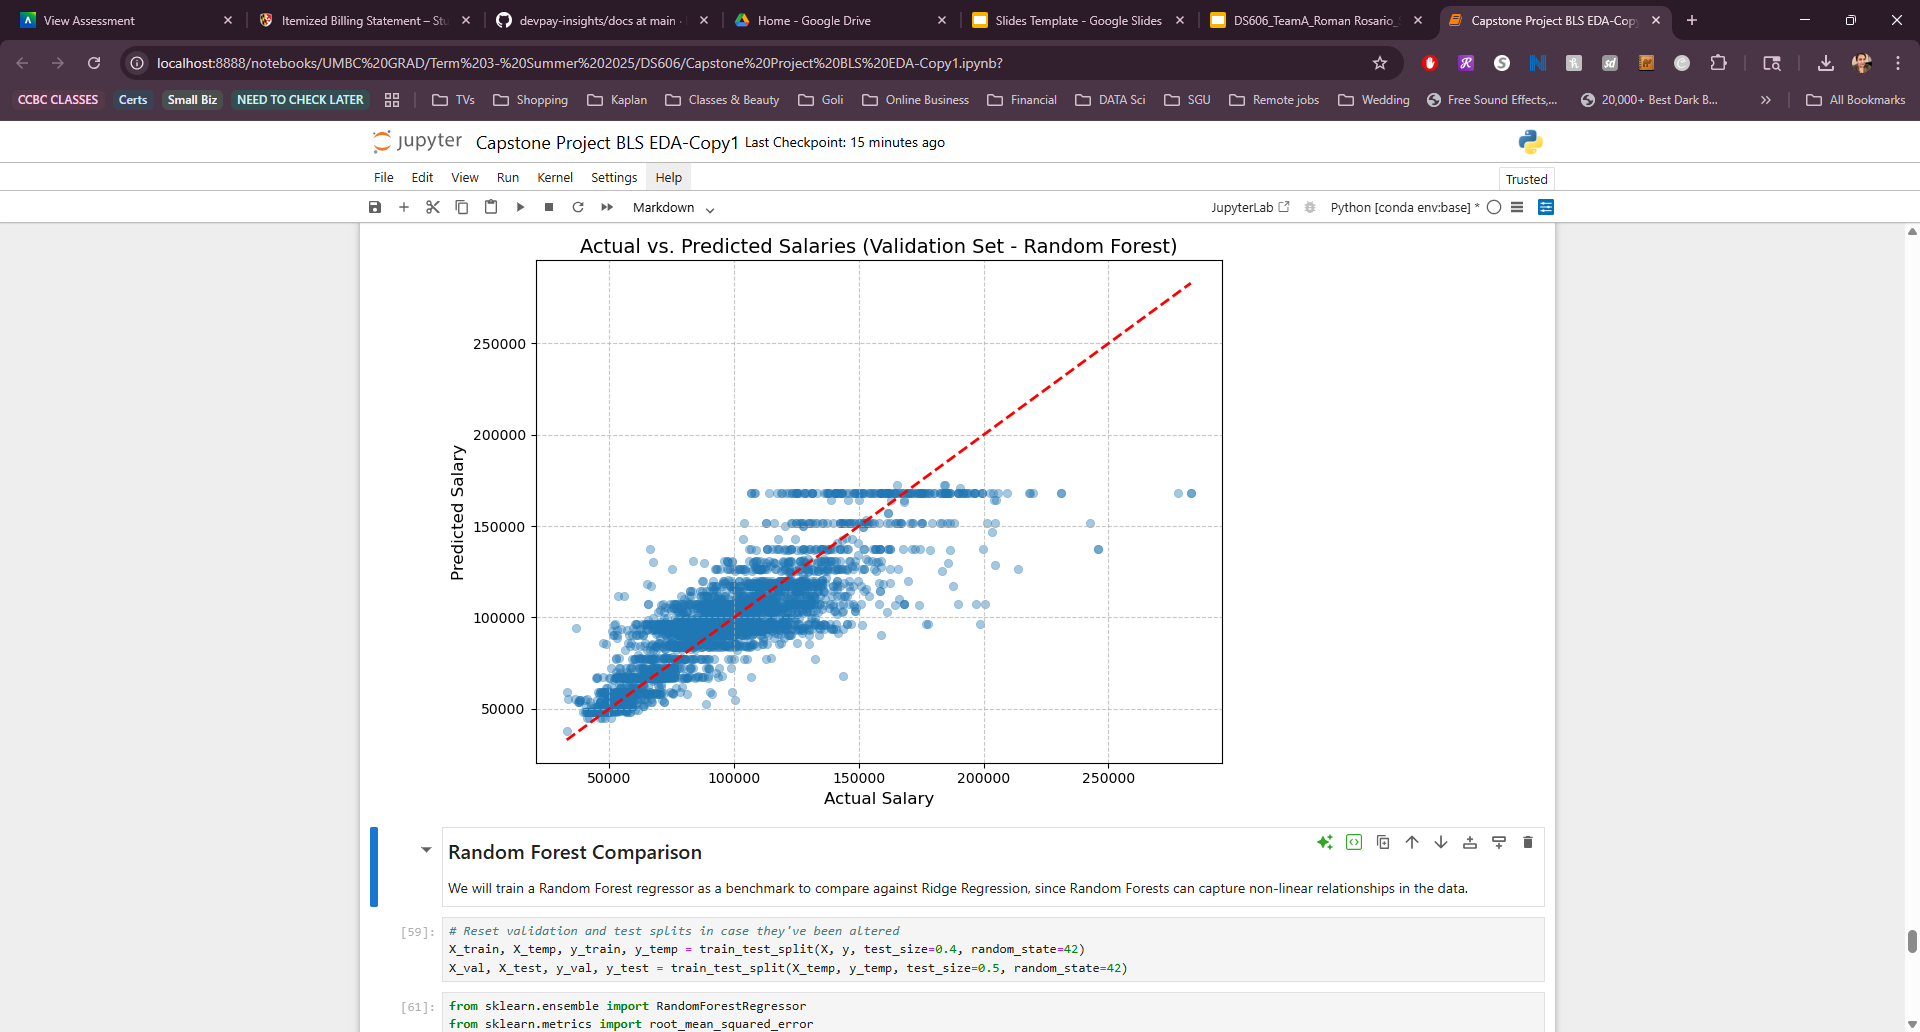 View Assessment
Itemized Billing Statement – Stu
devpay-insights/docs at main ·
Home - Google Drive
Slides Template - Google Slides
DS606_TeamA_Roman Rosario_
Capstone Project BLS EDA-Copy
localhost:8888/notebooks/UMBC%20GRAD/Term%203-%20Summer%202025/DS606/Capstone%20Project%20BLS%20EDA-Copy1.ipynb?
CCBC CLASSES
Certs
Small Biz
NEED TO CHECK LATER
TVs
Shopping
Kaplan
Classes & Beauty
Goli
Online Business
Financial
DATA Sci
SGU
Remote jobs
Wedding
Free Sound Effects,...
20,000+ Best Dark B...
All Bookmarks
jupyter
Capstone Project BLS EDA-Copy1 Last Checkpoint: 15 minutes ago
File Edit View Run Kernel Settings Help
Trusted
Markdown
JupyterLab
Python [conda env:base] *
Actual vs. Predicted Salaries (Validation Set - Random Forest)
250000
200000
150000
100000
50000
Predicted Salary
50000 100000 150000 200000 250000
Actual Salary
Random Forest Comparison
We will train a Random Forest regressor as a benchmark to compare against Ridge Regression, since Random Forests can capture non-linear relationships in the data.
[59]:
# Reset validation and test splits in case they've been altered
X_train, X_temp, y_train, y_temp = train_test_split(X, y, test_size=0.4, random_state=42)
X_val, X_test, y_val, y_test = train_test_split(X_temp, y_temp, test_size=0.5, random_state=42)
[61]:
from sklearn.ensemble import RandomForestRegressor
from sklearn.metrics import root_mean_squared_error